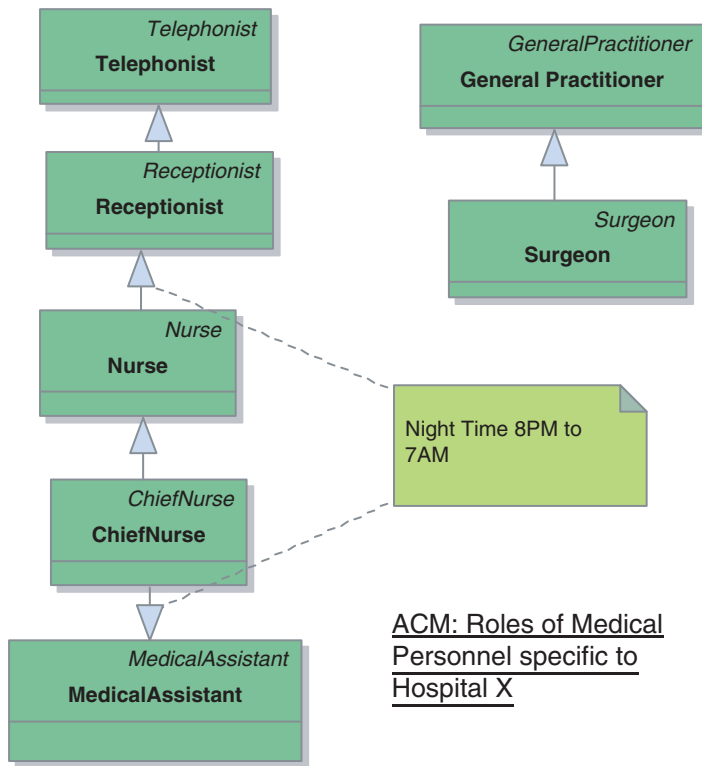 Telephonist
Telephonist
GeneralPractitioner
General Practitioner
Receptionist
Receptionist
Surgeon
Surgeon
Nurse
Nurse
Night Time 8PM to
7AM
ChiefNurse
ChiefNurse
ACM: Roles of Medical
Personnel specific to
Hospital X
MedicalAssistant
MedicalAssistant